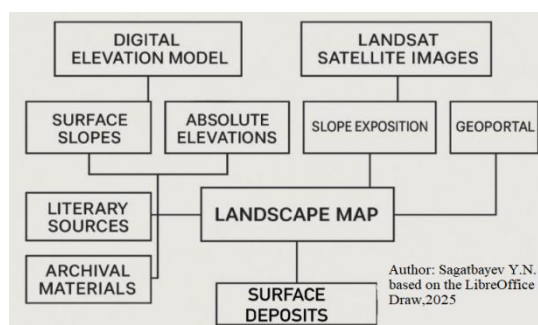 DIGITAL
ELEVATION MODEL
LANDSAT
SATELLITE IMAGES
SURFACE
SLOPES
ABSOLUTE
ELEVATIONS
SLOPE EXPOSITION
GEOPORTAL
LITERARY
SOURCES
LANDSCAPE MAP
ARCHIVAL
MATERIALS
SURFACE
DEPOSITS
Author: Sagatbayev Y.N.
based on the LibreOffice
Draw,2025